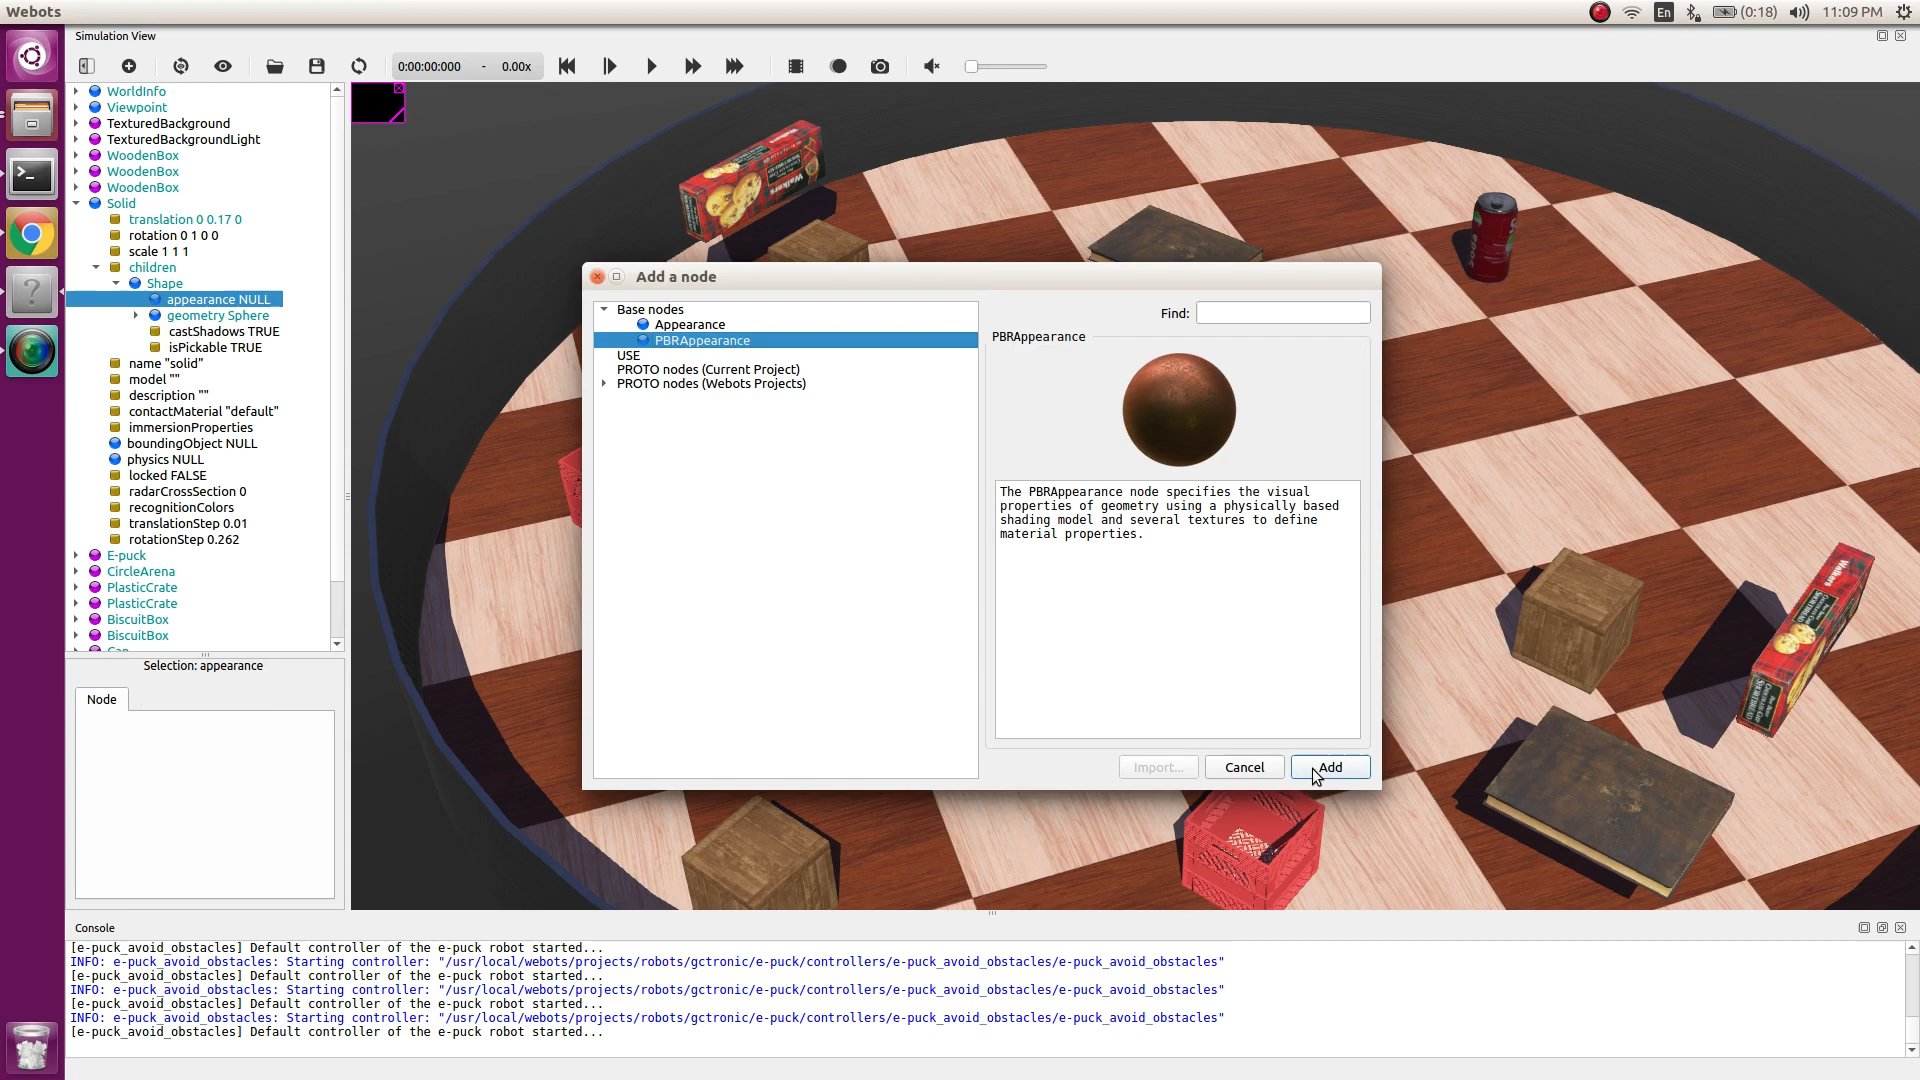 Webots
En
(0:18)
11:09 PM
Simulation View
0:00:00:000 - 0.00x
WorldInfo
Viewpoint
TexturedBackground
TexturedBackgroundLight
WoodenBox
WoodenBox
WoodenBox
Solid
translation 0 0.17 0
rotation 0 1 0 0
scale 1 1 1
children
Shape
appearance NULL
geometry Sphere
castShadows TRUE
isPickable TRUE
name "solid"
model ""
description ""
contactMaterial "default"
immersionProperties
boundingObject NULL
physics NULL
locked FALSE
radarCrossSection 0
recognitionColors
translationStep 0.01
rotationStep 0.262
E-puck
CircleArena
PlasticCrate
PlasticCrate
BiscuitBox
BiscuitBox
Can
Selection: appearance
Node
Walkers
Walkers
Add a node
Base nodes
Appearance
PBRAppearance
USE
PROTO nodes (Current Project)
PROTO nodes (Webots Projects)
Find:
PBRAppearance
The PBRAppearance node specifies the visual
properties of geometry using a physically based
shading model and several textures to define
material properties.
Import...
Cancel
Add
Console
[e-puck_avoid_obstacles] Default controller of the e-puck robot started...
INFO: e-puck_avoid_obstacles: Starting controller: "/usr/local/webots/projects/robots/gctronic/e-puck/controllers/e-puck_avoid_obstacles/e-puck_avoid_obstacles"
[e-puck_avoid_obstacles] Default controller of the e-puck robot started...
INFO: e-puck_avoid_obstacles: Starting controller: "/usr/local/webots/projects/robots/gctronic/e-puck/controllers/e-puck_avoid_obstacles/e-puck_avoid_obstacles"
[e-puck_avoid_obstacles] Default controller of the e-puck robot started...
INFO: e-puck_avoid_obstacles: Starting controller: "/usr/local/webots/projects/robots/gctronic/e-puck/controllers/e-puck_avoid_obstacles/e-puck_avoid_obstacles"
[e-puck_avoid_obstacles] Default controller of the e-puck robot started...